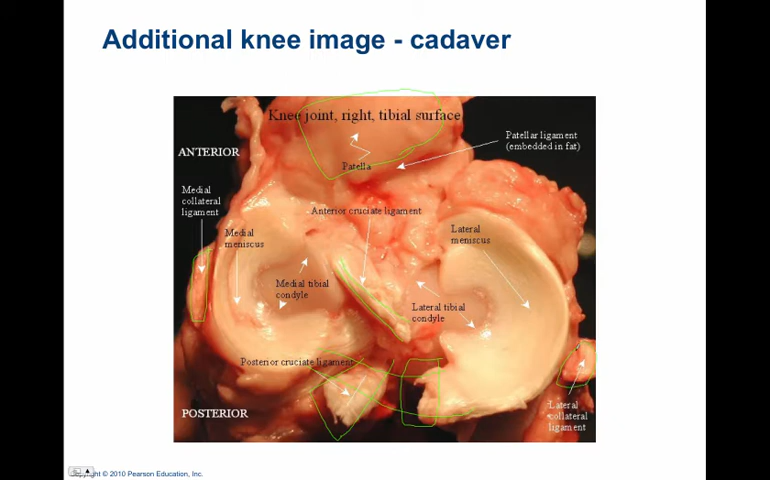 Additional knee image - cadaver
Knee joint, right, tibial surface
Patellar ligament
(embedded in fat)
ANTERIOR
Patella
Medial
collateral
ligament
Anterior cruciate ligament
Medial
meniscus
Lateral
meniscus
Medial tibial
condyle
Lateral tibial
condyle
Posterior cruciate ligament
POSTERIOR
Lateral
collateral
ligament
© 2010 Pearson Education, Inc.